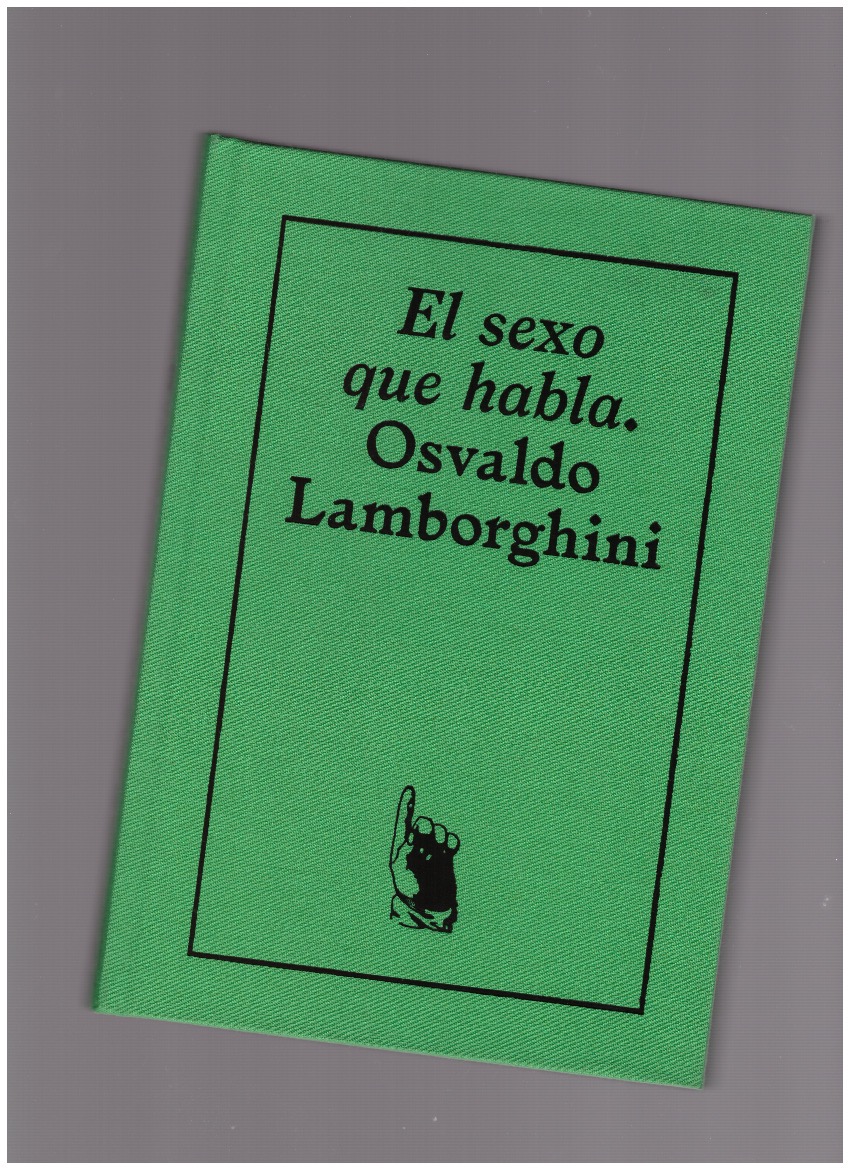 El sexo
que habla.
Osvaldo
Lamborghini